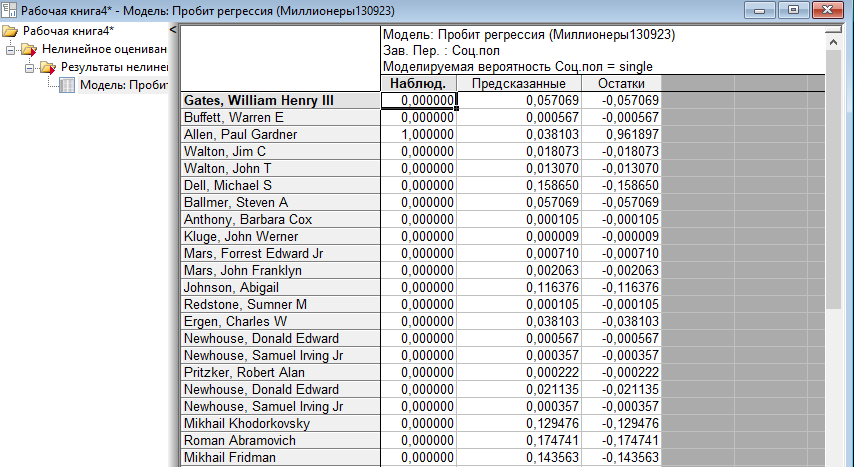 Рабочая книга4* - Модель: Пробит регрессия (Миллионеры130923)
Рабочая книга4*
Нелинейное оцениван
Результаты нелине
Модель: Пробит
Модель: Пробит регрессия (Миллионеры130923)
Зав. Пер. : Соц.пол
Моделируемая вероятность Соц.пол = single
Наблюд. Предсказанные Остатки
Gates, William Henry III 0,000000 0,057069 -0,057069
Buffett, Warren E 0,000000 0,000567 -0,000567
Allen, Paul Gardner 1,000000 0,038103 0,961897
Walton, Jim C 0,000000 0,018073 -0,018073
Walton, John T 0,000000 0,013070 -0,013070
Dell, Michael S 0,000000 0,158650 -0,158650
Ballmer, Steven A 0,000000 0,057069 -0,057069
Anthony, Barbara Cox 0,000000 0,000105 -0,000105
Kluge, John Werner 0,000000 0,000009 -0,000009
Mars, Forrest Edward Jr 0,000000 0,000710 -0,000710
Mars, John Franklyn 0,000000 0,002063 -0,002063
Johnson, Abigail 0,000000 0,116376 -0,116376
Redstone, Sumner M 0,000000 0,000105 -0,000105
Ergen, Charles W 0,000000 0,038103 -0,038103
Newhouse, Donald Edward 0,000000 0,000567 -0,000567
Newhouse, Samuel Irving Jr 0,000000 0,000357 -0,000357
Pritzker, Robert Alan 0,000000 0,000222 -0,000222
Newhouse, Donald Edward 0,000000 0,021135 -0,021135
Newhouse, Samuel Irving Jr 0,000000 0,000357 -0,000357
Mikhail Khodorkovsky 0,000000 0,129476 -0,129476
Roman Abramovich 0,000000 0,174741 -0,174741
Mikhail Fridman 0,000000 0,143563 -0,143563